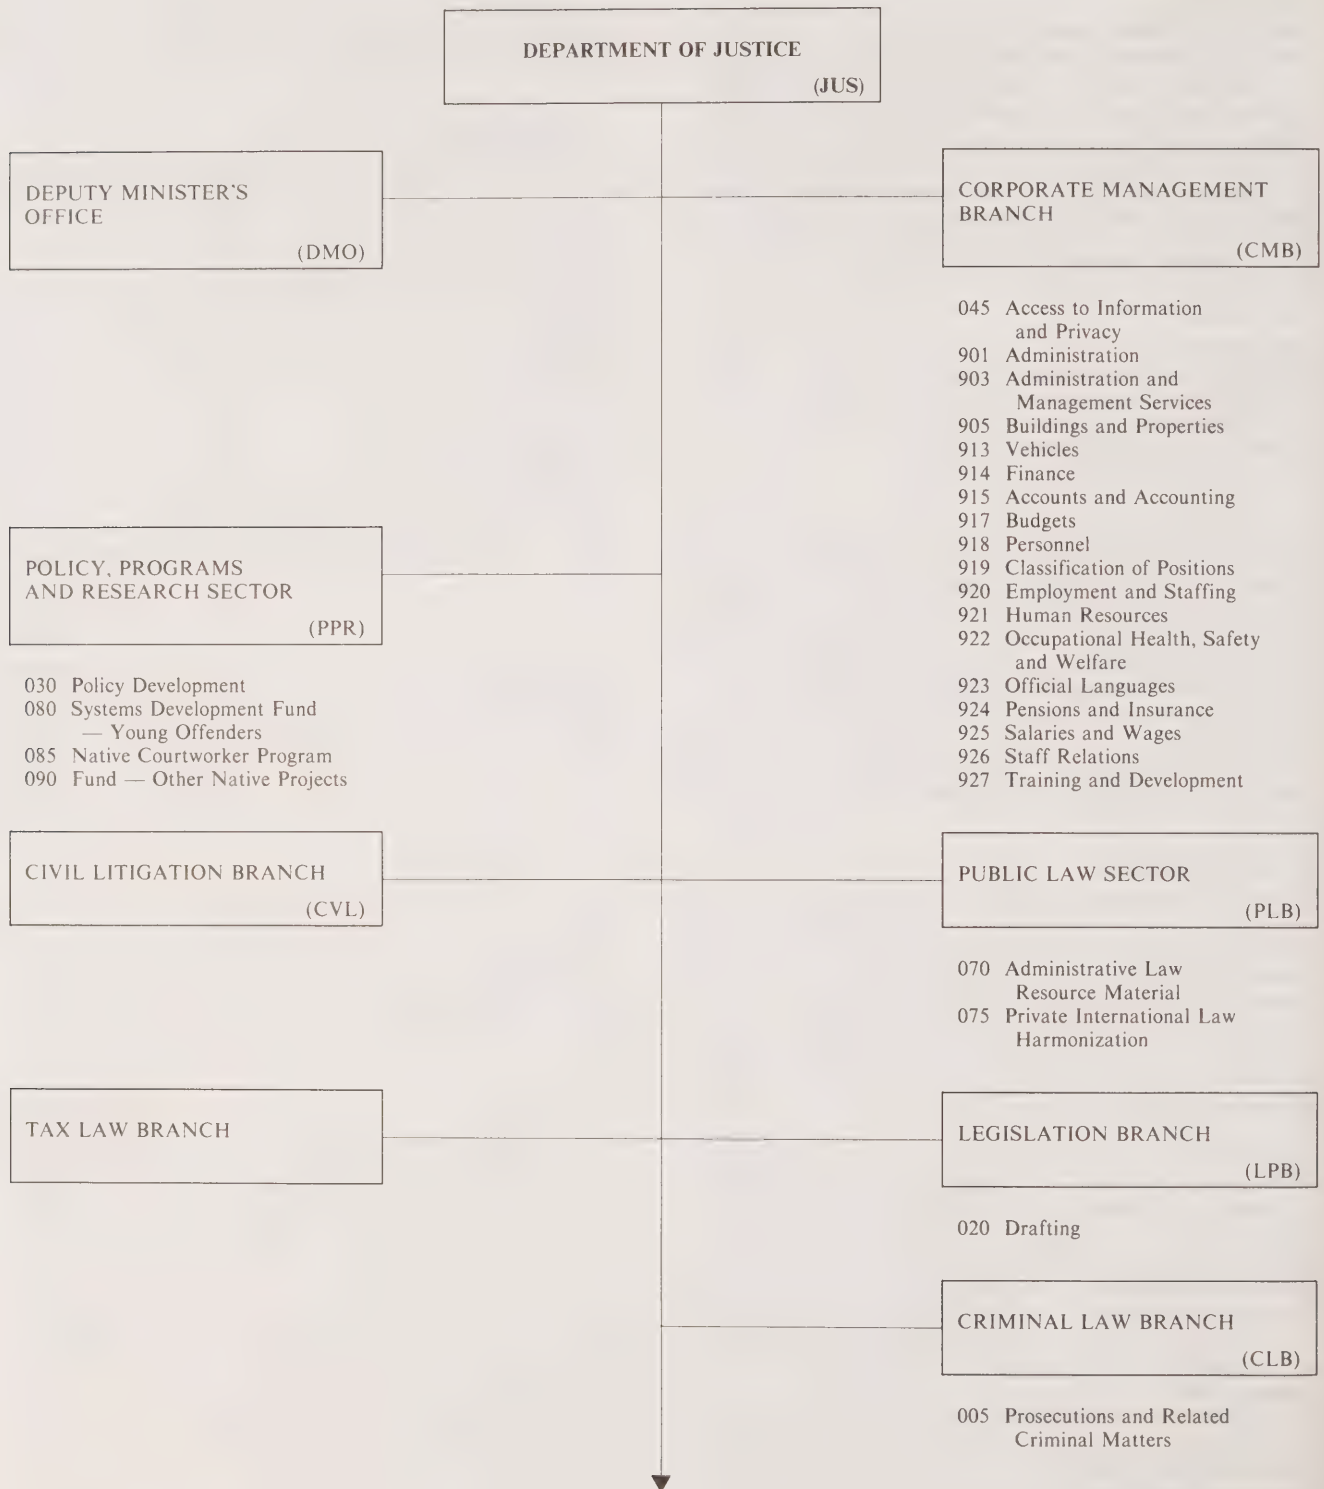 DEPARTMENT OF JUSTICE
(JUS)
DEPUTY MINISTER'S
OFFICE
(DMO)
CORPORATE MANAGEMENT
BRANCH
(CMB)
045 Access to Information
and Privacy
901 Administration
903 Administration and
Management Services
905 Buildings and Properties
913 Vehicles
914 Finance
915 Accounts and Accounting
917 Budgets
918 Personnel
919 Classification of Positions
920 Employment and Staffing
921 Human Resources
922 Occupational Health, Safety
and Welfare
923 Official Languages
924 Pensions and Insurance
925 Salaries and Wages
926 Staff Relations
927 Training and Development
POLICY, PROGRAMS
AND RESEARCH SECTOR
(PPR)
030 Policy Development
080 Systems Development Fund
— Young Offenders
085 Native Courtworker Program
090 Fund — Other Native Projects
CIVIL LITIGATION BRANCH
(CVL)
PUBLIC LAW SECTOR
(PLB)
070 Administrative Law
Resource Material
075 Private International Law
Harmonization
TAX LAW BRANCH
LEGISLATION BRANCH
(LPB)
020 Drafting
CRIMINAL LAW BRANCH
(CLB)
005 Prosecutions and Related
Criminal Matters